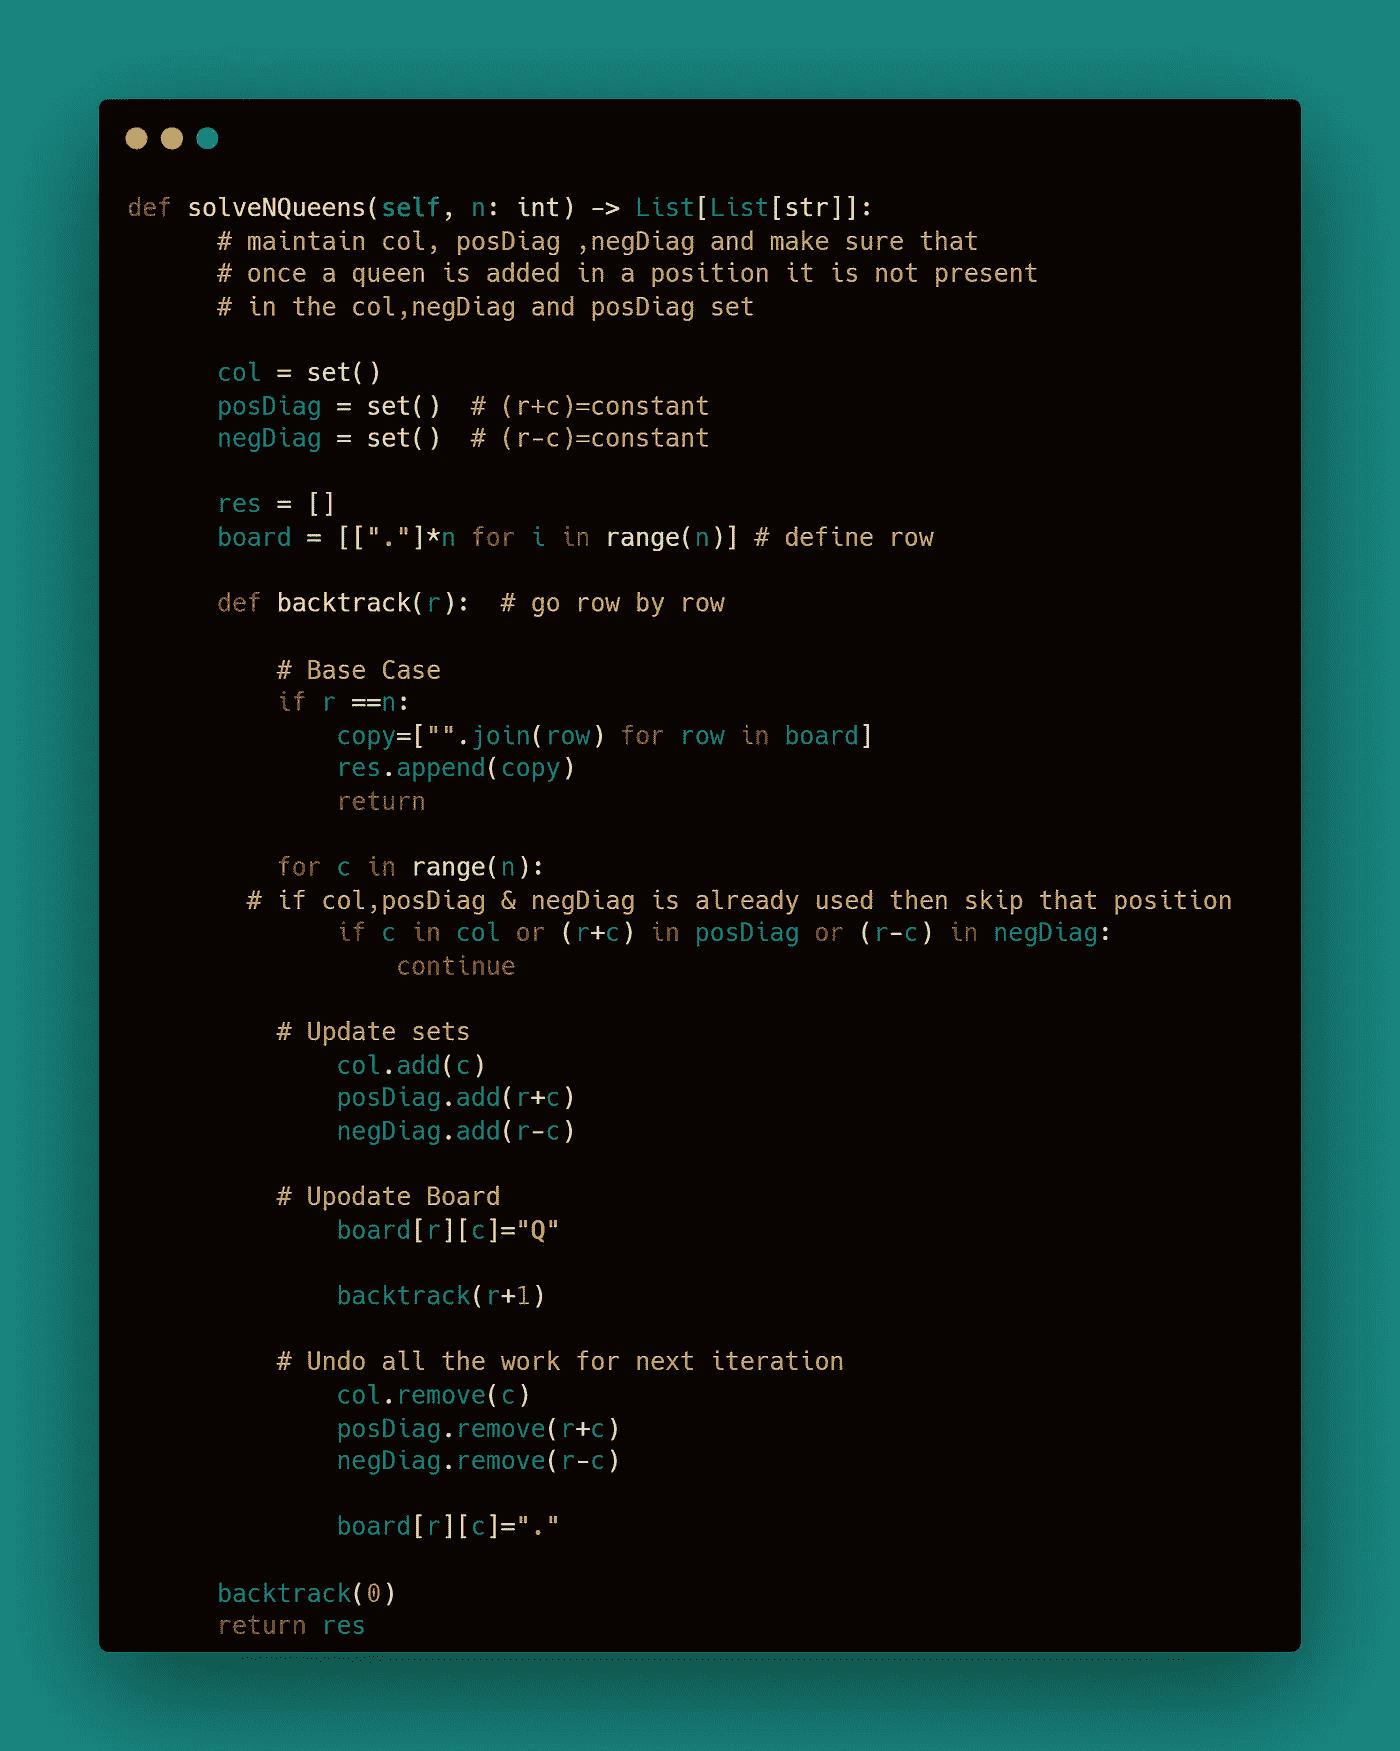 def solveNQueens(self, n: int) -> List[List[str]]:
# maintain col, posDiag ,negDiag and make sure that
# once a queen is added in a position it is not present
# in the col,negDiag and posDiag set
col = set()
posDiag = set()  # (r+c)=constant
negDiag = set()  # (r-c)=constant
res = []
board = [["."]*n for i in range(n)] # define row
def backtrack(r):  # go row by row
# Base Case
if r ==n:
copy=["".join(row) for row in board]
res.append(copy)
return
for c in range(n):
# if col,posDiag & negDiag is already used then skip that position
if c in col or (r+c) in posDiag or (r-c) in negDiag:
continue
# Update sets
col.add(c)
posDiag.add(r+c)
negDiag.add(r-c)
# Upodate Board
board[r][c]="Q"
backtrack(r+1)
# Undo all the work for next iteration
col.remove(c)
posDiag.remove(r+c)
negDiag.remove(r-c)
board[r][c]="."
backtrack(0)
return res